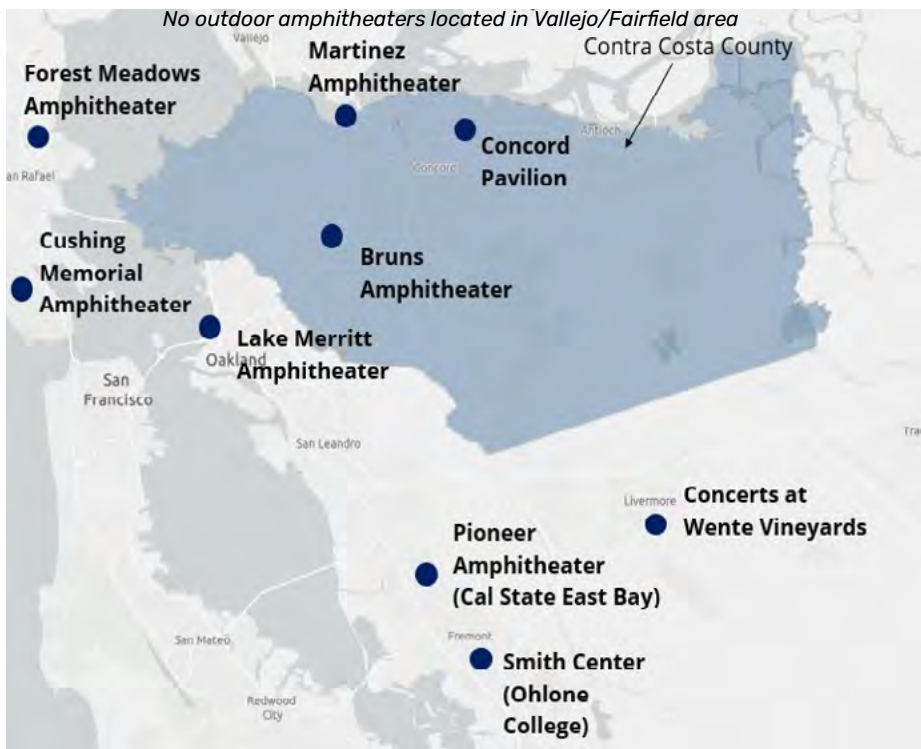 No outdoor amphitheaters located in Vallejo/Fairfield area
Vallejo
Contra Costa County
Martinez
Amphitheater
Forest Meadows
Amphitheater
Antioch
Concord
Pavilion
Concord
an Rafael
Cushing
Memorial
Amphitheater
Bruns
Amphitheater
Lake Merritt
Amphitheater
Oakland
San
Francisco
San Leandro
Tra
Livermore
Concerts at
Wente Vineyards
Pioneer
Amphitheater
(Cal State East Bay)
San Mateo
Fremont
Smith Center
(Ohlone
College)
Redwood
City